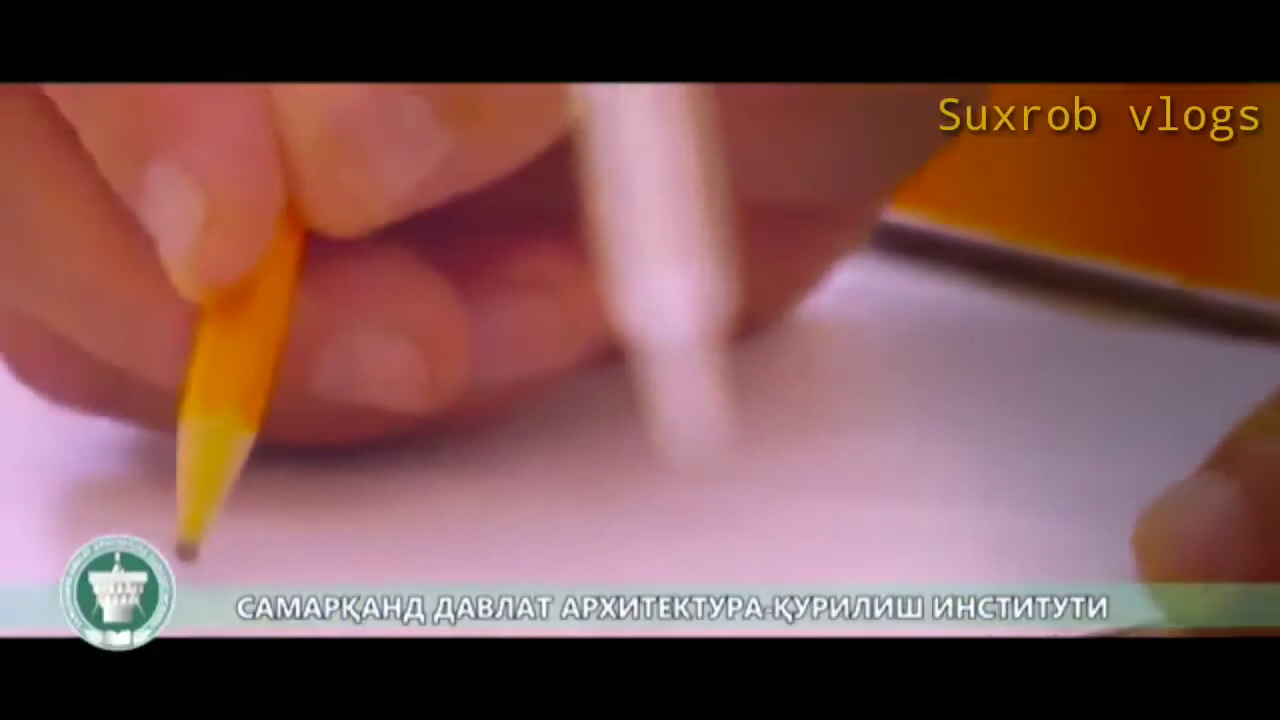 Suxrob vlogs
САМАРҚАНД ДАВЛАТ АРХИТЕКТУРА-ҚУРИЛИШ ИНСТИТУТИ